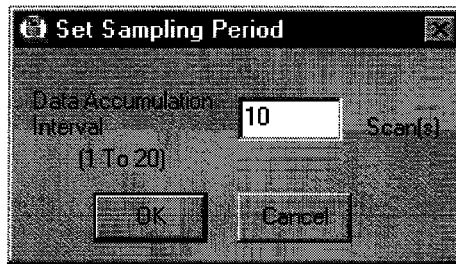 Set Sampling Period
Data Accumulation
Interval
10
Scan(s)
(1 To 20)
OK
Cancel